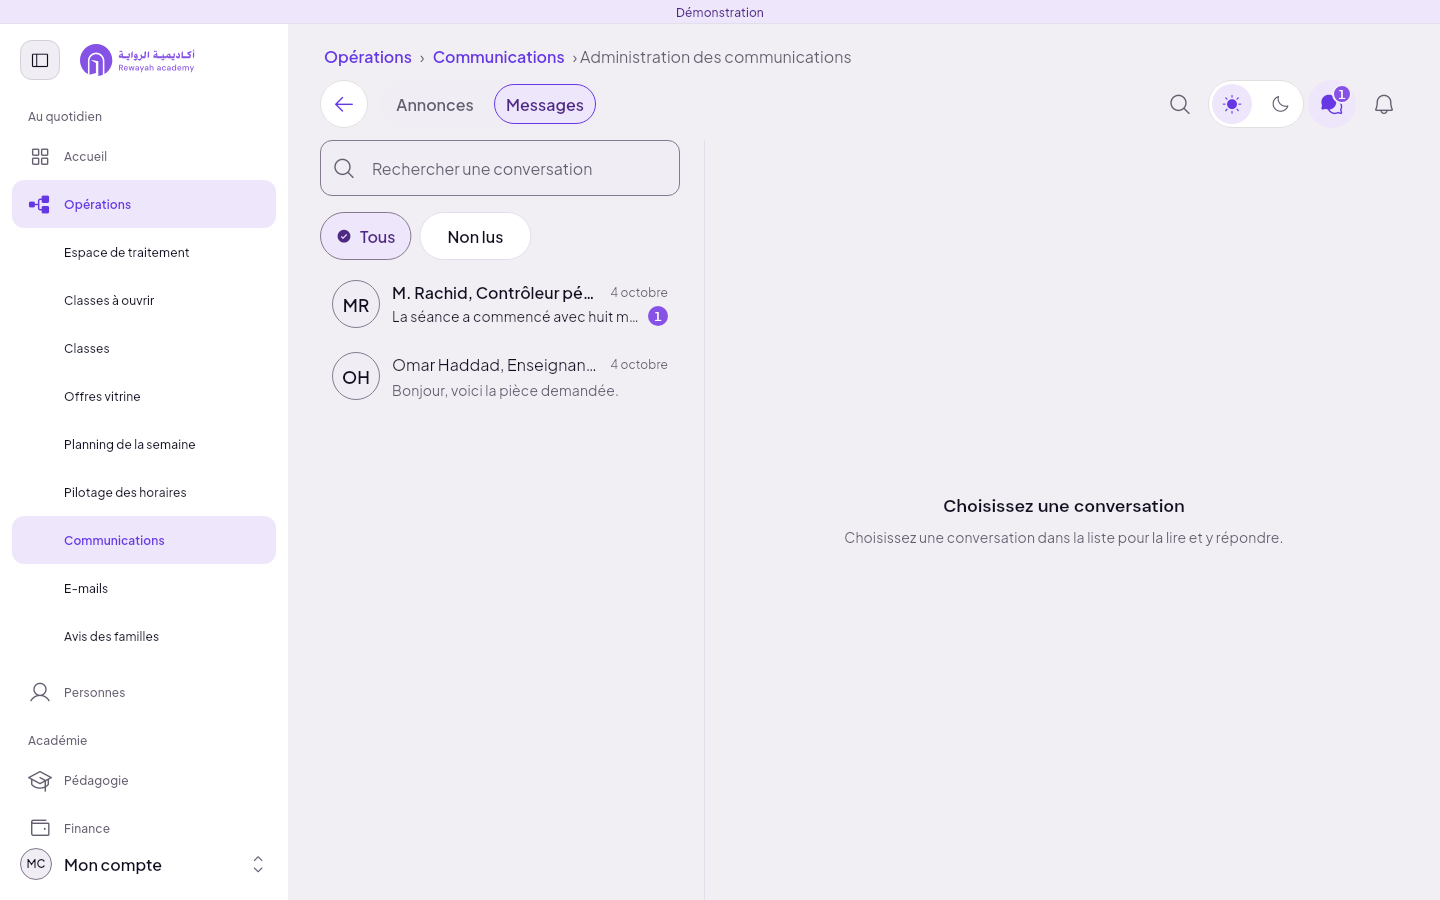 Démonstration
أكاديمية الرواية
Rewayah academy
Au quotidien
Accueil
Opérations
Espace de traitement
Classes à ouvrir
Classes
Offres vitrine
Planning de la semaine
Pilotage des horaires
Communications
E-mails
Avis des familles
Personnes
Académie
Pédagogie
Finance
MC Mon compte
Opérations › Communications › Administration des communications
Annonces Messages
1
Rechercher une conversation
Tous Non lus
MR
M. Rachid, Contrôleur pé… 4 octobre
La séance a commencé avec huit m… 1
OH
Omar Haddad, Enseignan… 4 octobre
Bonjour, voici la pièce demandée.
Choisissez une conversation
Choisissez une conversation dans la liste pour la lire et y répondre.